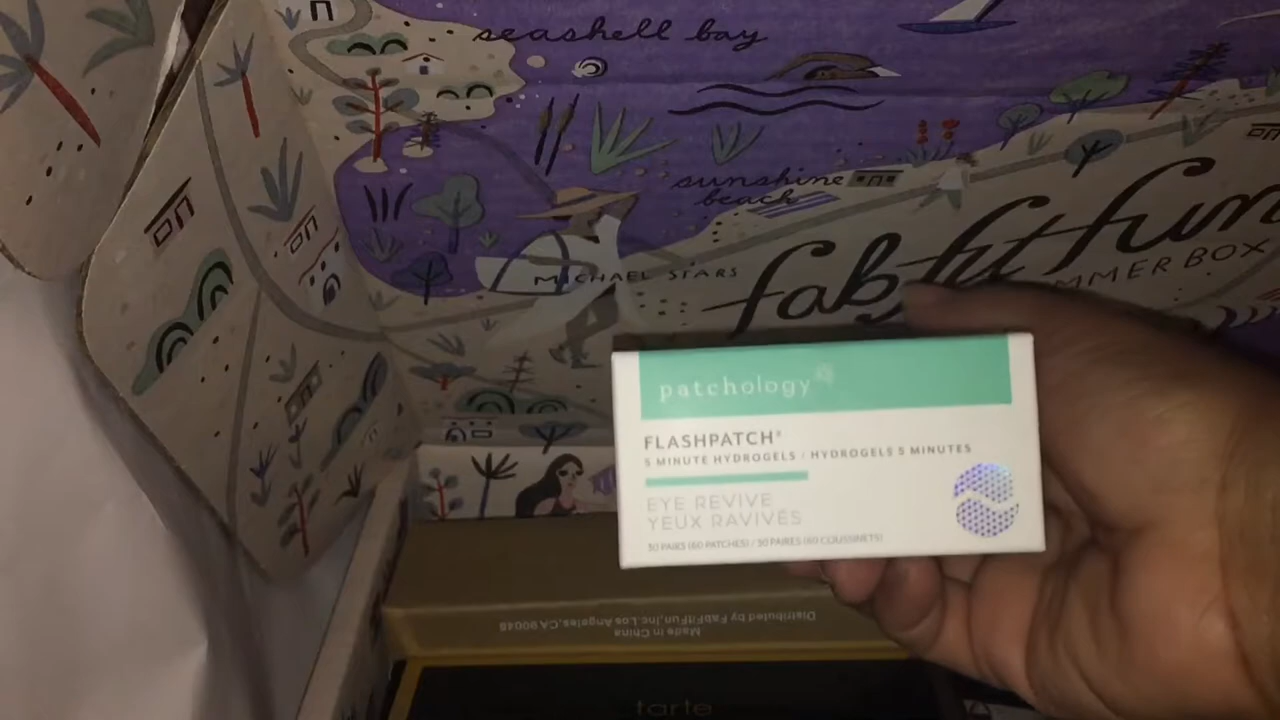 seashell bay
sunshine
beach
MICHAEL STARS
fabfitfun
MMER BOX
patchology
FLASHPATCH®
5 MINUTE HYDROGELS / HYDROGELS 5 MINUTES
EYE REVIVE
YEUX RAVIVÉS
30 PAIRS (60 PATCHES) / 30 PAIRES (60 COUSSINETS)
Made in China
Distributed by FabFitFun, Inc. Los Angeles, CA 90048
tarte